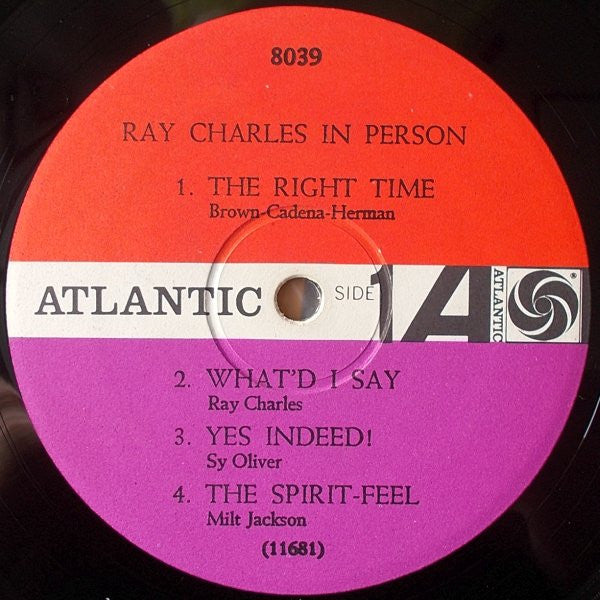 8039
RAY CHARLES IN PERSON
1. THE RIGHT TIME
Brown-Cadena-Herman
ATLANTIC SIDE 1 A ATLANTIC ®
2. WHAT'D I SAY
Ray Charles
3. YES INDEED!
Sy Oliver
4. THE SPIRIT-FEEL
Milt Jackson
(11681)